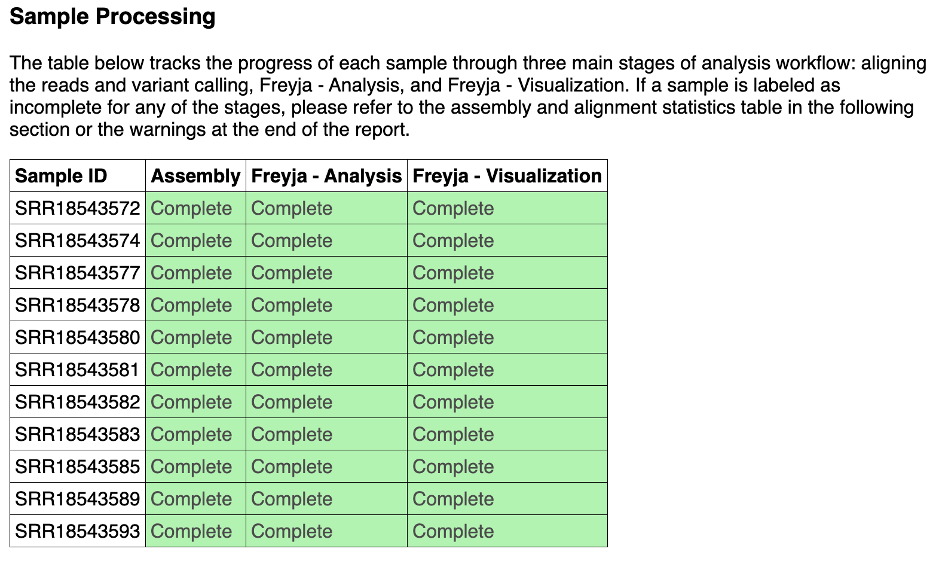 Sample Processing
The table below tracks the progress of each sample through three main stages of analysis workflow: aligning
the reads and variant calling, Freyja - Analysis, and Freyja - Visualization. If a sample is labeled as
incomplete for any of the stages, please refer to the assembly and alignment statistics table in the following
section or the warnings at the end of the report.
Sample ID Assembly Freyja - Analysis Freyja - Visualization
SRR18543572 Complete Complete Complete
SRR18543574 Complete Complete Complete
SRR18543577 Complete Complete Complete
SRR18543578 Complete Complete Complete
SRR18543580 Complete Complete Complete
SRR18543581 Complete Complete Complete
SRR18543582 Complete Complete Complete
SRR18543583 Complete Complete Complete
SRR18543585 Complete Complete Complete
SRR18543589 Complete Complete Complete
SRR18543593 Complete Complete Complete